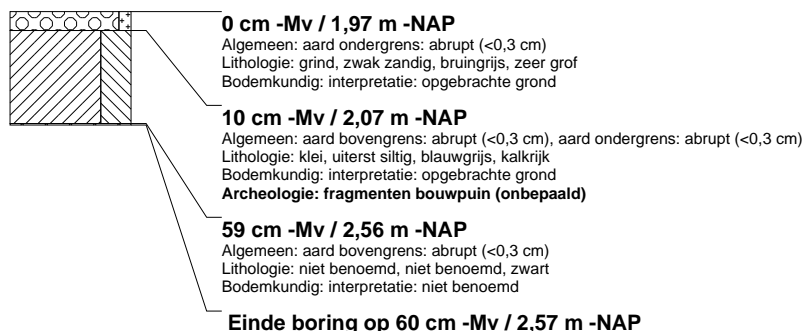 0 cm -Mv / 1,97 m -NAP
Algemeen: aard ondergrens: abrupt (<0,3 cm)
Lithologie: grind, zwak zandig, bruingrijs, zeer grof
Bodemkundig: interpretatie: opgebrachte grond
10 cm -Mv / 2,07 m -NAP
Algemeen: aard bovengrens: abrupt (<0,3 cm), aard ondergrens: abrupt (<0,3 cm)
Lithologie: klei, uiterst siltig, blauwgrijs, kalkrijk
Bodemkundig: interpretatie: opgebrachte grond
Archeologie: fragmenten bouwpuin (onbepaald)
59 cm -Mv / 2,56 m -NAP
Algemeen: aard bovengrens: abrupt (<0,3 cm)
Lithologie: niet benoemd, niet benoemd, zwart
Bodemkundig: interpretatie: niet benoemd
Einde boring op 60 cm -Mv / 2,57 m -NAP